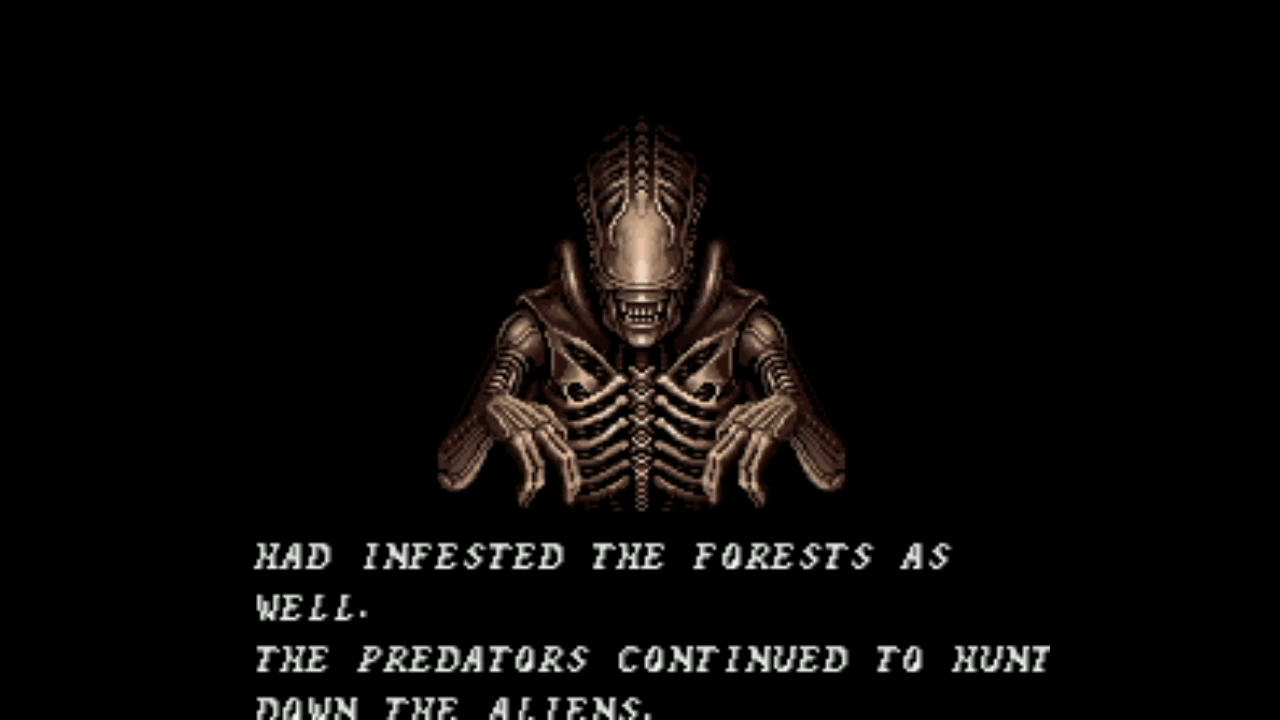 HAD INFESTED THE FORESTS AS
WELL.
THE PREDATORS CONTINUED TO HUNT
DOWN THE ALIENS.